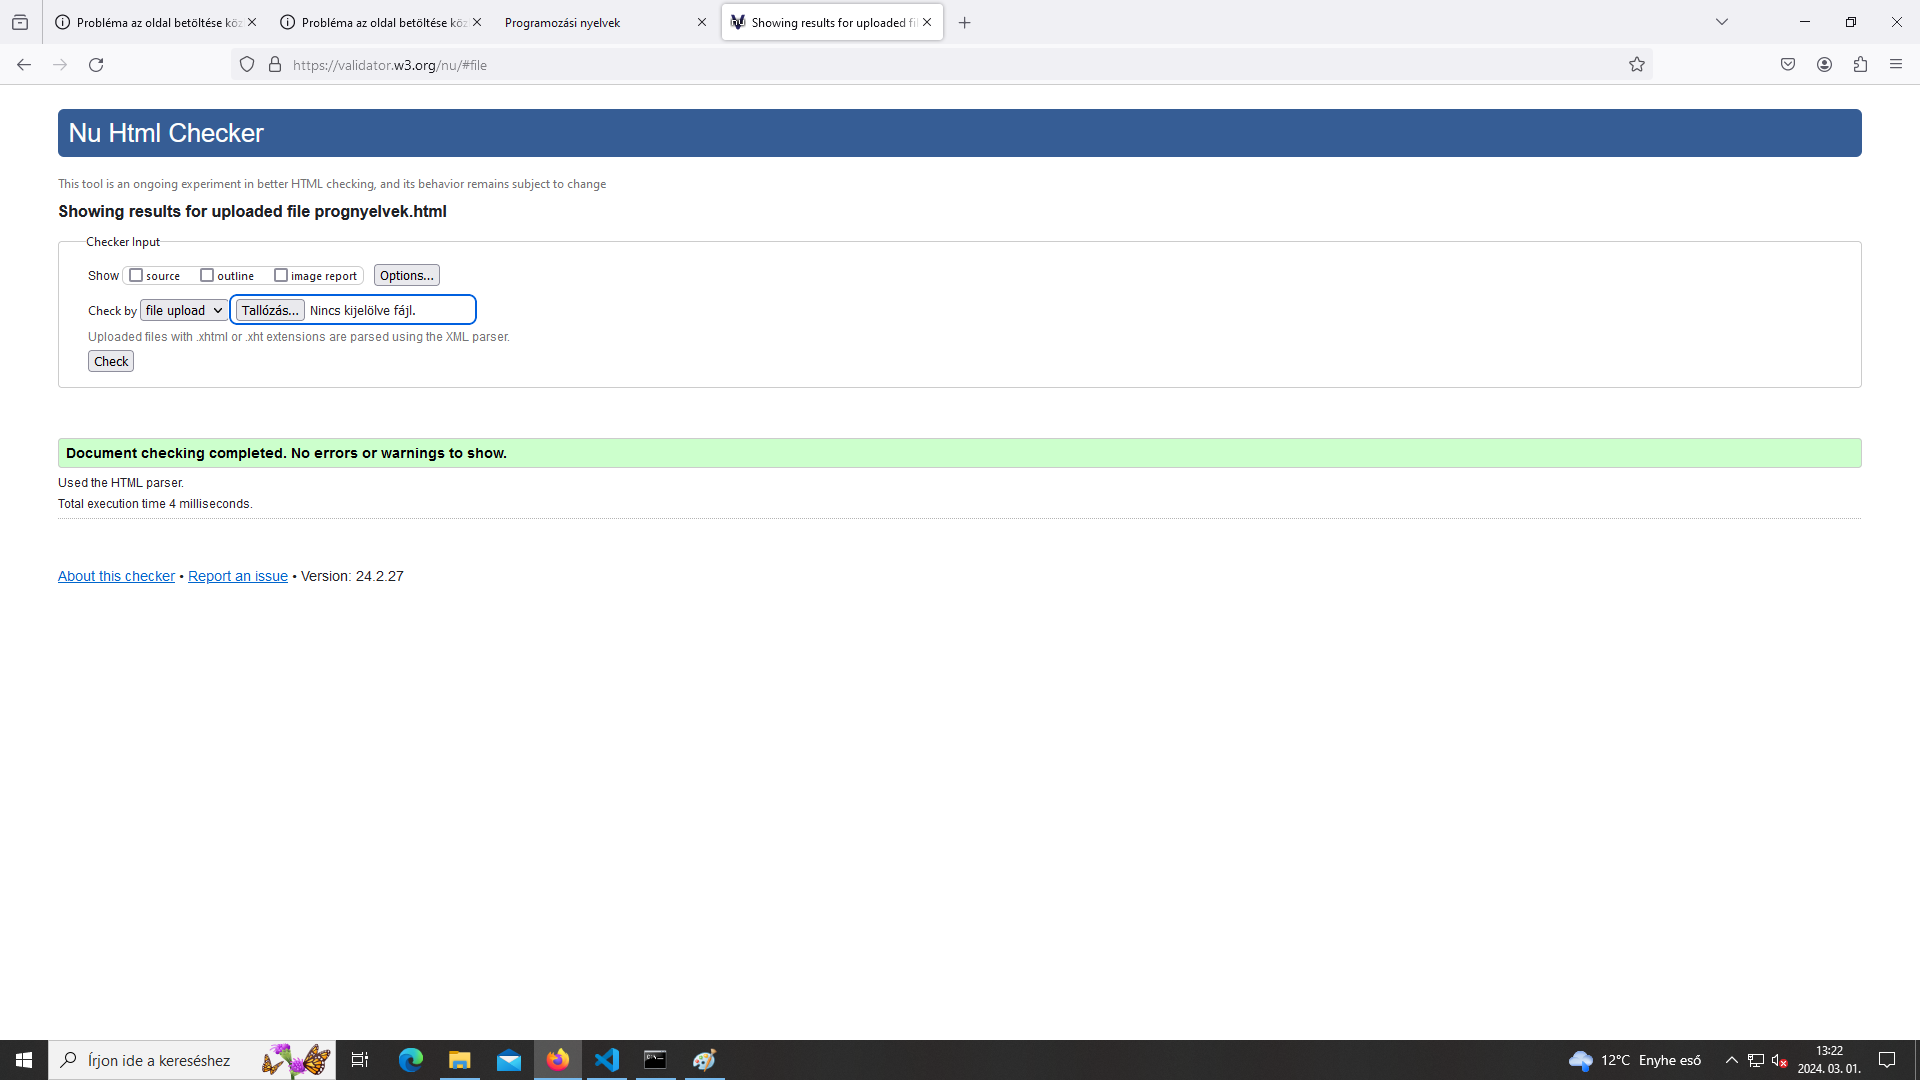 Probléma az oldal betöltése köz
Probléma az oldal betöltése köz
Programozási nyelvek
Showing results for uploaded fi
https://validator.w3.org/nu/#file
Nu Html Checker
This tool is an ongoing experiment in better HTML checking, and its behavior remains subject to change
Showing results for uploaded file prognyelvek.html
Checker Input
Show source outline image report Options...
Check by file upload Tallózás... Nincs kijelölve fájl.
Uploaded files with .xhtml or .xht extensions are parsed using the XML parser.
Check
Document checking completed. No errors or warnings to show.
Used the HTML parser.
Total execution time 4 milliseconds.
About this checker • Report an issue • Version: 24.2.27
Írjon ide a kereséshez
12°C Enyhe eső
13:22
2024. 03. 01.